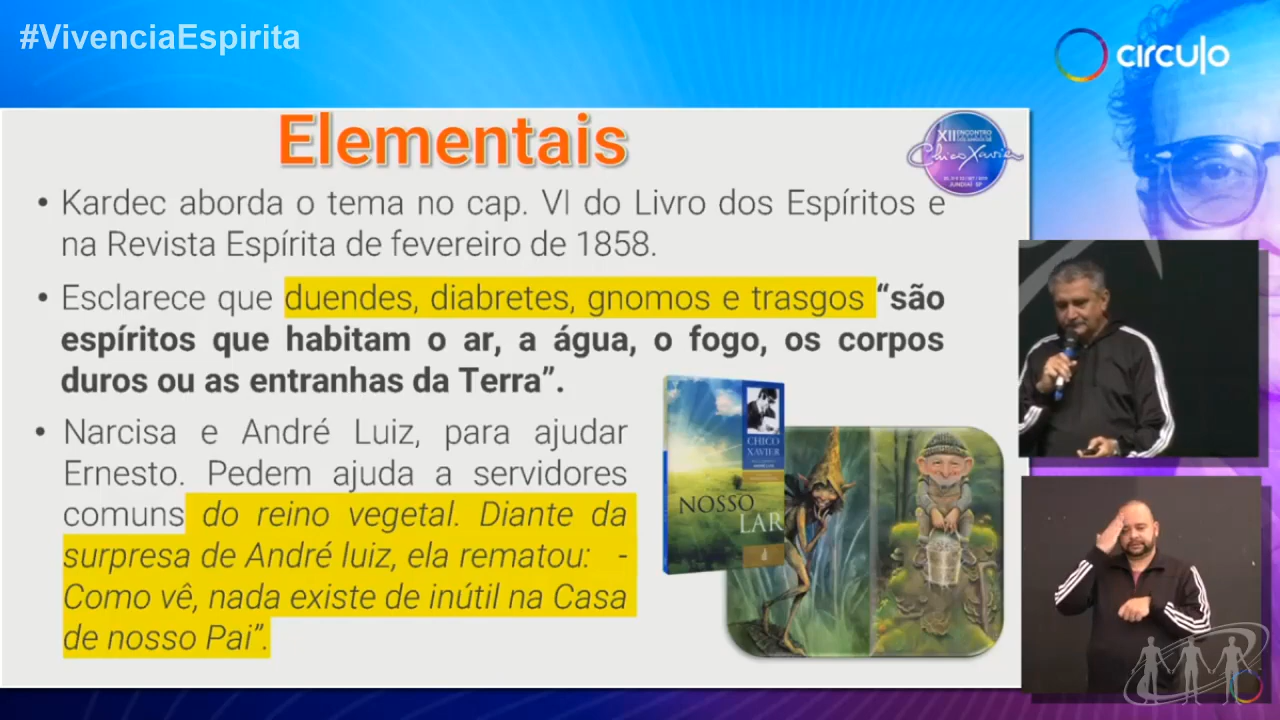 #VivenciaEspirita
circulo
Elementais
XII ENCONTRO
Chico Xavier
JUNDIAÍ SP
• Kardec aborda o tema no cap. VI do Livro dos Espíritos e
na Revista Espírita de fevereiro de 1858.
• Esclarece que duendes, diabretes, gnomos e trasgos “são
espíritos que habitam o ar, a água, o fogo, os corpos
duros ou as entranhas da Terra”.
• Narcisa e André Luiz, para ajudar
Ernesto. Pedem ajuda a servidores
comuns do reino vegetal. Diante da
surpresa de André luiz, ela rematou: -
Como vê, nada existe de inútil na Casa
de nosso Pai”.
CHICO
XAVIER
NOSSO
LAR